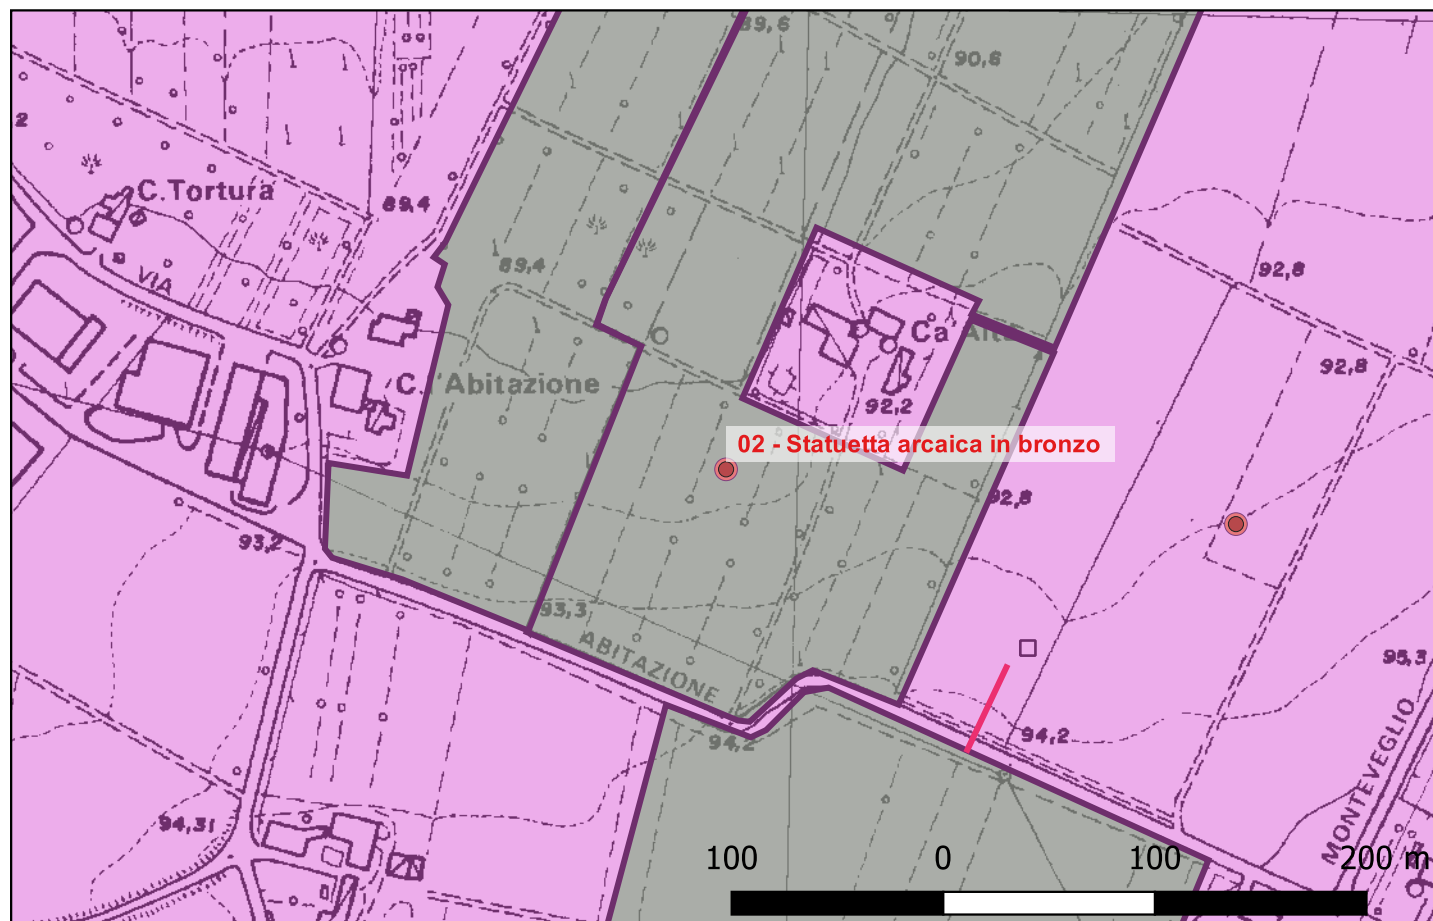 89,6
90,6
2
C.Tortura
89,4
VIA
89,4
92,8
Ca
Alta
92,8
C. l'Abitazione
92,2
02 - Statuetta arcaica in bronzo
92,8
93,2
93,3
ABITAZIONE
95,3
94,2
94,2
MONTEVEGLIO
94,31
100 0 100 200 m